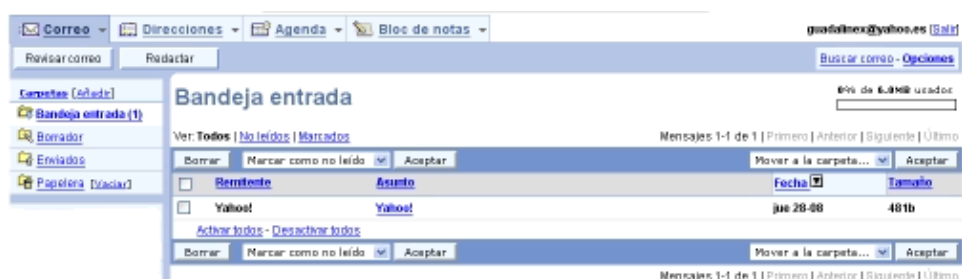 Correo Direcciones Agenda Bloc de notas guadalinex@yahoo.es [Salir]
Revisar correo Redactar Buscar correo - Opciones
Carpetas [Añadir]
Bandeja entrada (1)
Borrador
Enviados
Papelera [Vaciar]
Bandeja entrada
0% de 6.0MB usados
Ver: Todos | No leídos | Marcados Mensajes 1-1 de 1 | Primero | Anterior | Siguiente | Último
Borrar Marcar como no leído Aceptar Mover a la carpeta... Aceptar
Remitente Asunto Fecha Tamaño
Yahoo! Yahoo! jue 28-08 481b
Activar todos - Desactivar todos
Borrar Marcar como no leído Aceptar Mover a la carpeta... Aceptar
Mensajes 1-1 de 1 | Primero | Anterior | Siguiente | Último